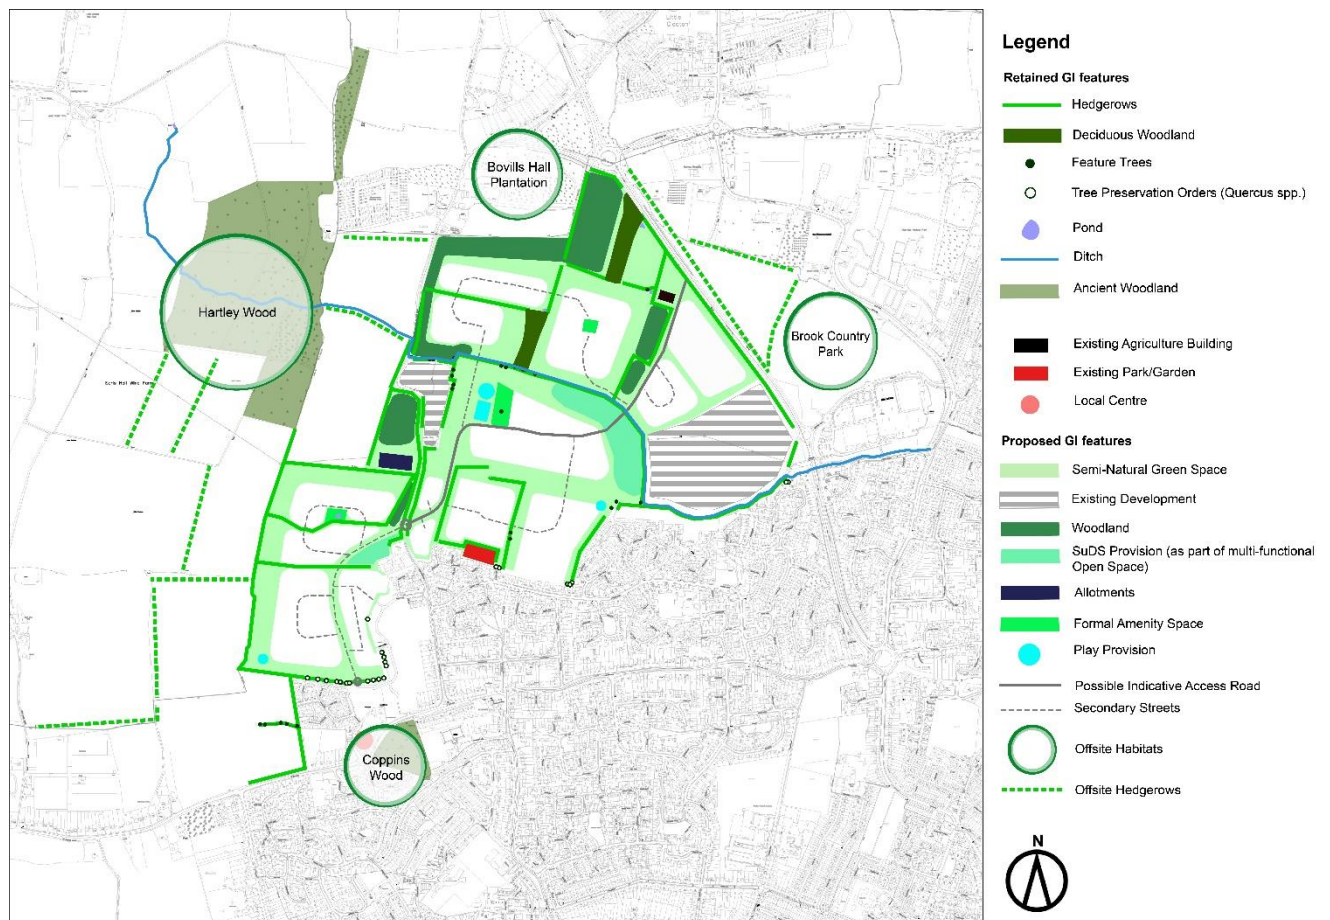 Bovills Hall
Plantation
Hartley Wood
Brook Country
Park
Coppins
Wood
Legend
Retained GI features
Hedgerows
Deciduous Woodland
Feature Trees
Tree Preservation Orders (Quercus spp.)
Pond
Ditch
Ancient Woodland
Existing Agriculture Building
Existing Park/Garden
Local Centre
Proposed GI features
Semi-Natural Green Space
Existing Development
Woodland
SuDS Provision (as part of multi-functional
Open Space)
Allotments
Formal Amenity Space
Play Provision
Possible Indicative Access Road
Secondary Streets
Offsite Habitats
Offsite Hedgerows
N